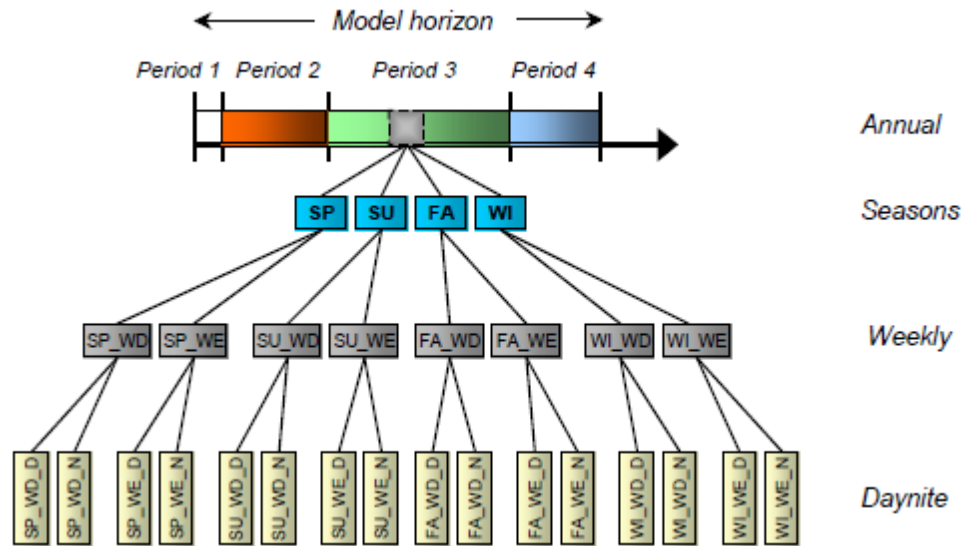 Model horizon
Period 1 Period 2 Period 3 Period 4
Annual
SP SU FA WI
Seasons
SP_WD SP_WE SU_WD SU_WE FA_WD FA_WE WI_WD WI_WE
Weekly
SP_WD_D SP_WD_N SP_WE_D SP_WE_N SU_WD_D SU_WD_N SU_WE_D SU_WE_N FA_WD_D FA_WD_N FA_WE_D FA_WE_N WI_WD_D WI_WD_N WI_WE_D WI_WE_N
Daynite